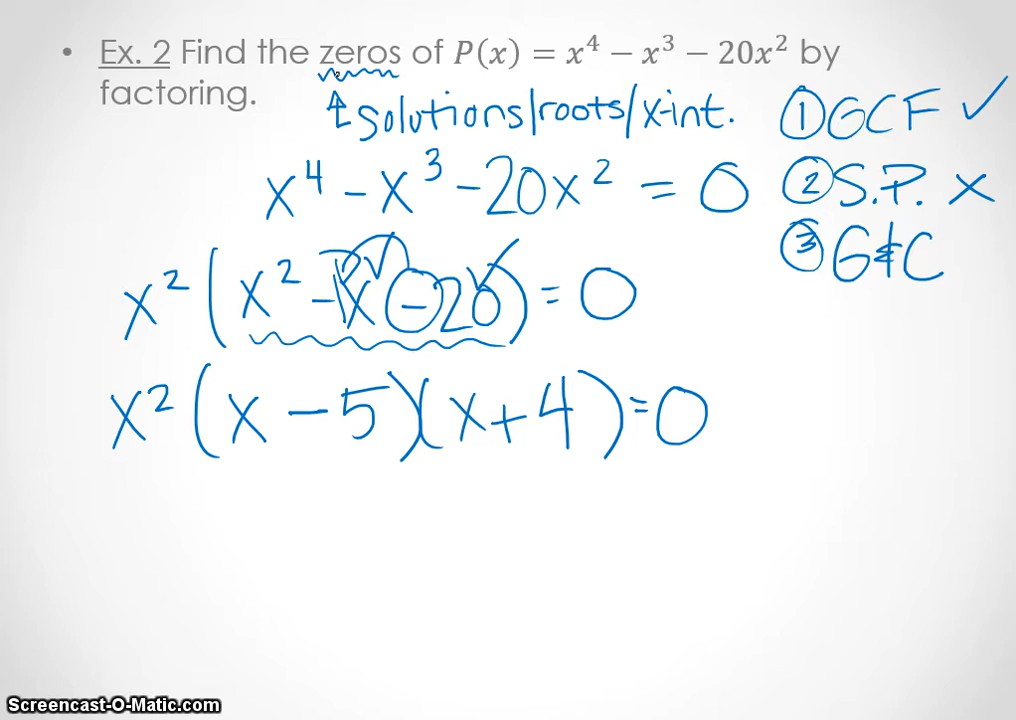 • Ex. 2 Find the zeros of P(x) = x⁴ − x³ − 20x² by
factoring.
↑ solutions/roots/x-int.
① GCF ✓
x⁴ − x³ − 20x² = 0
② S.P. X
③ G&C
x² (x² − 1x − 20) = 0
x² (x − 5)(x + 4) = 0
Screencast-O-Matic.com